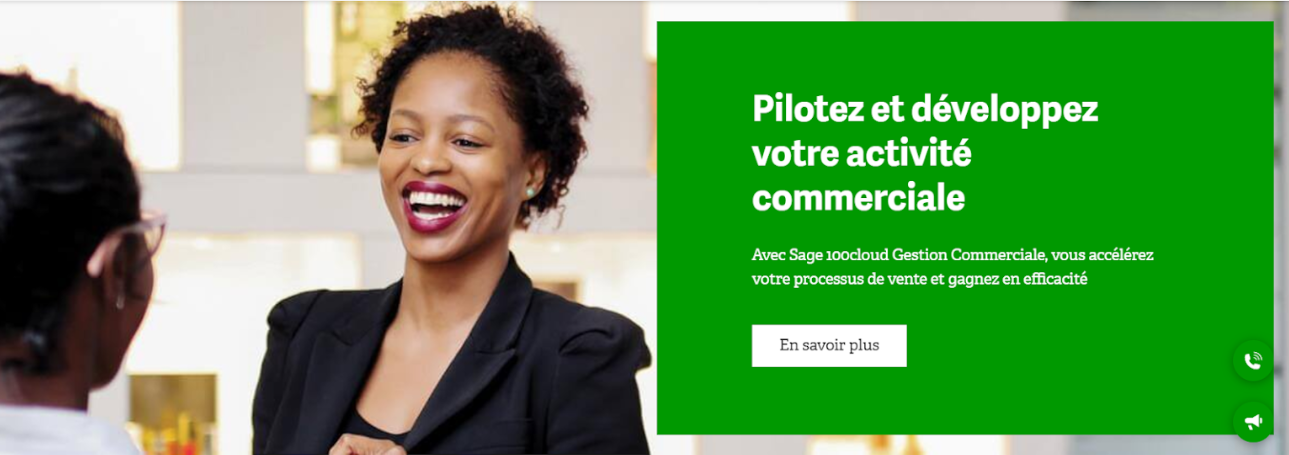 Pilotez et développez
votre activité
commerciale
Avec Sage 100cloud Gestion Commerciale, vous accélérez
votre processus de vente et gagnez en efficacité
En savoir plus